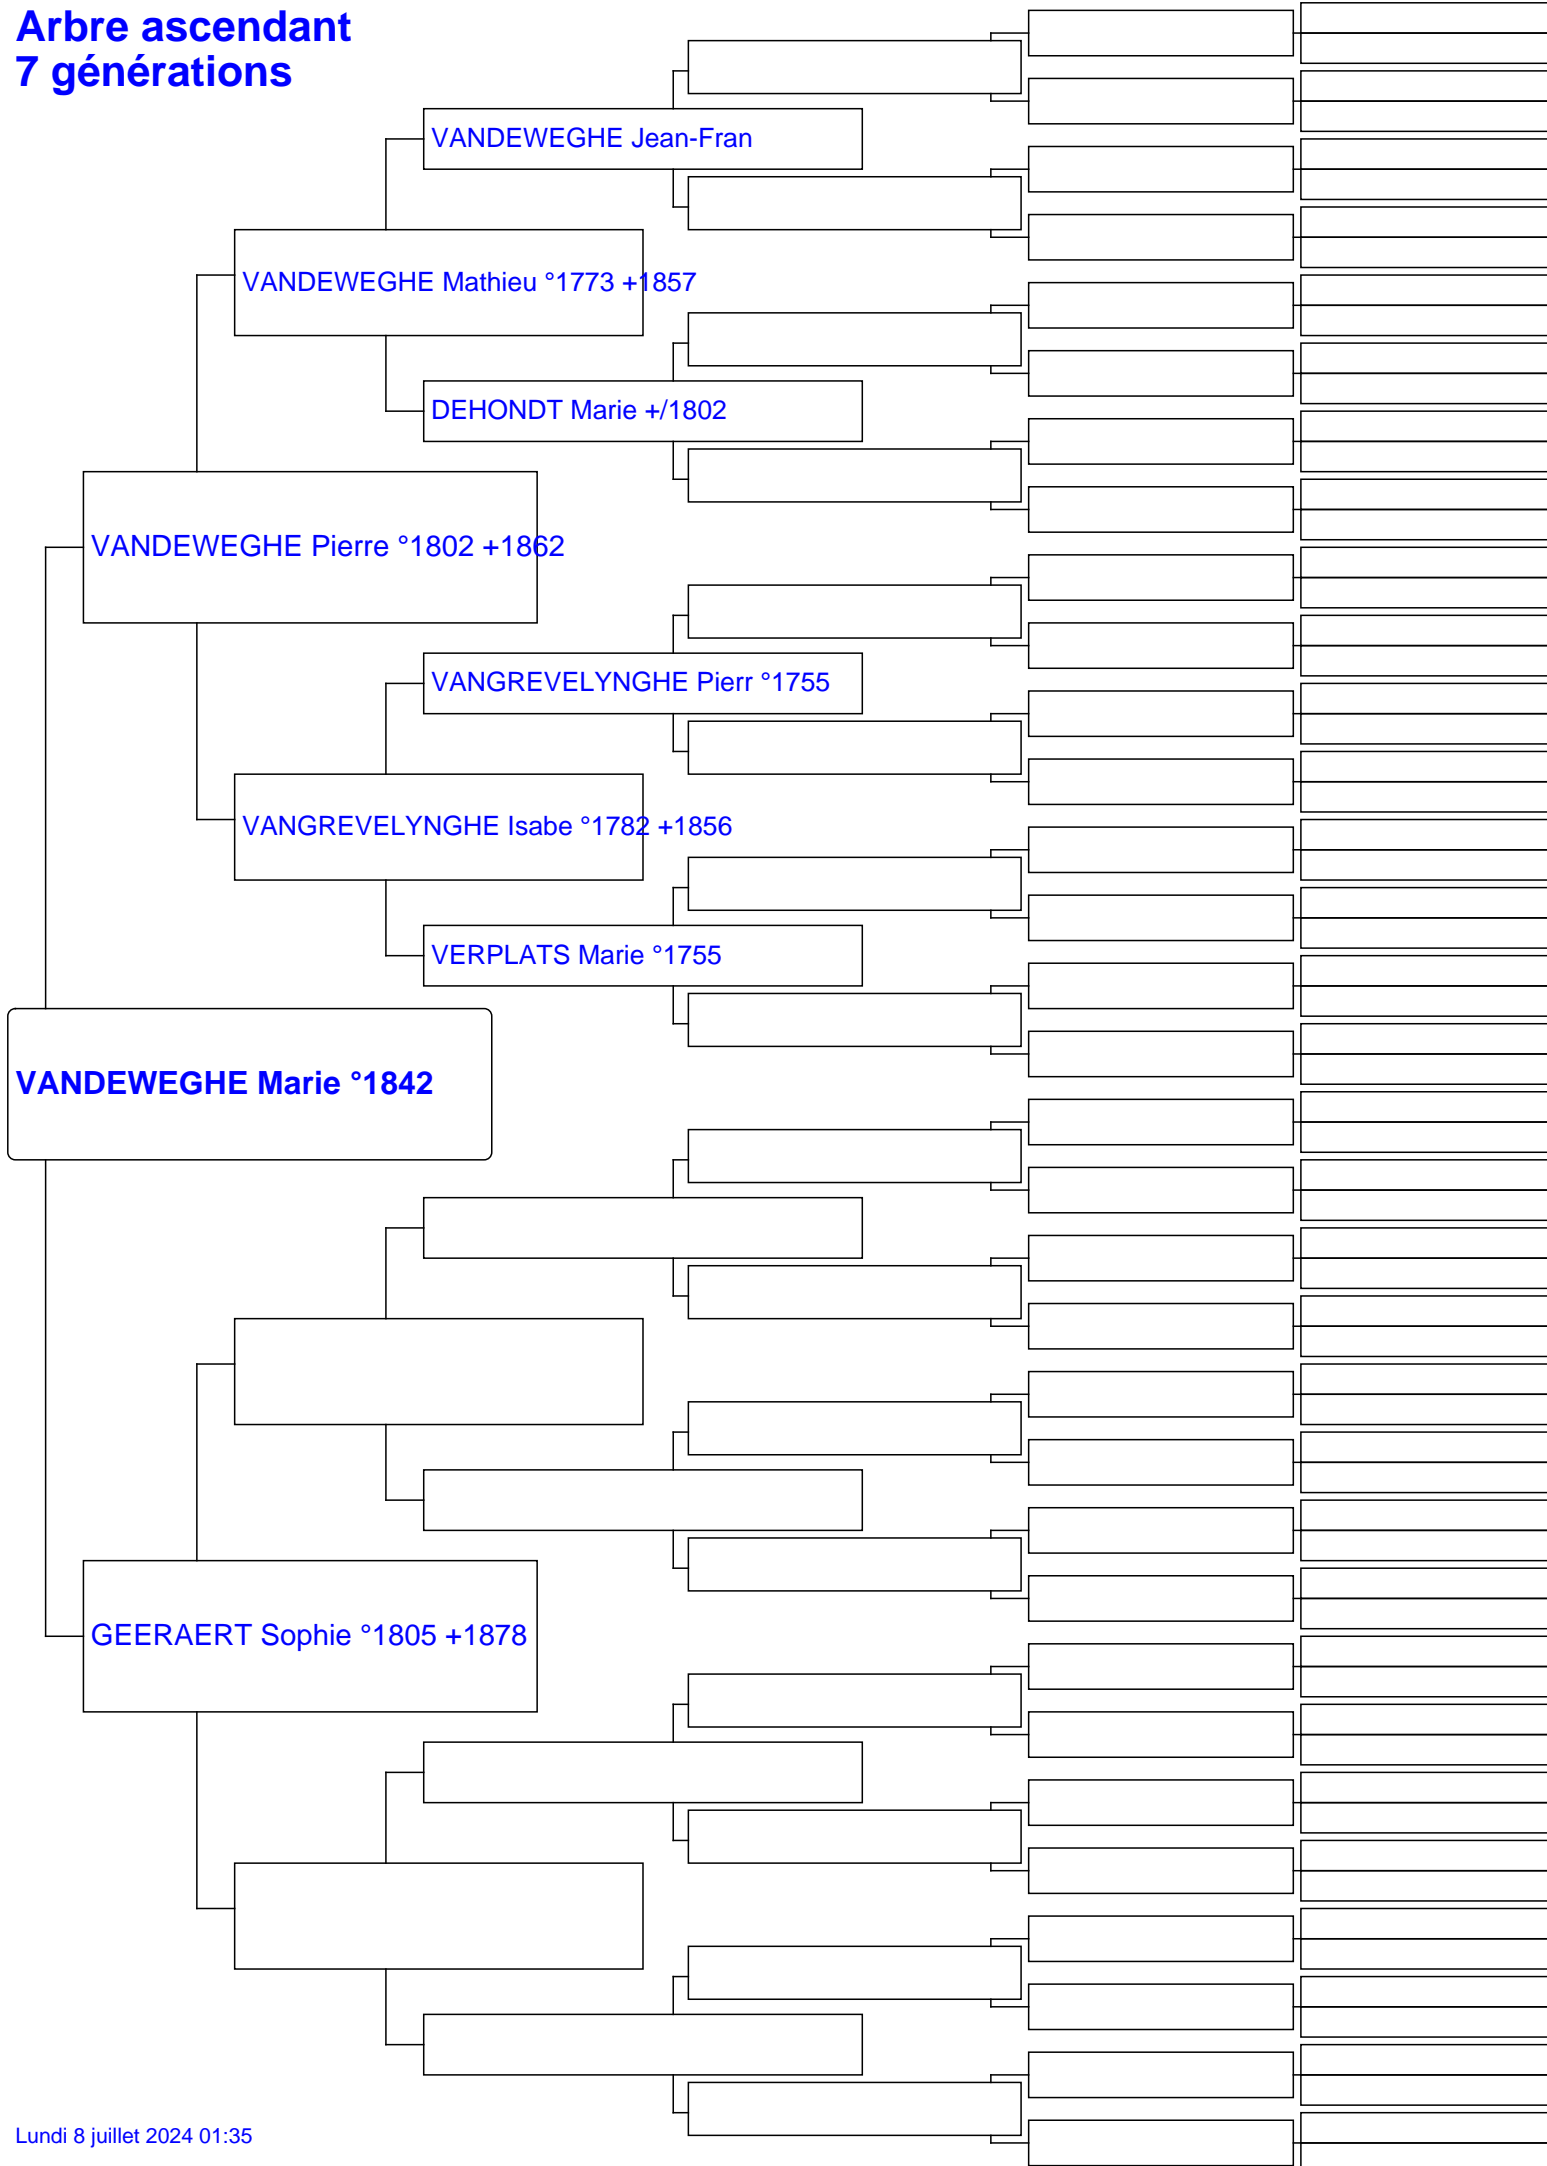 Arbre ascendant
7 générations
VANDEWEGHE Jean-Fran
VANDEWEGHE Mathieu °1773 +1857
DEHONDT Marie +/1802
VANDEWEGHE Pierre °1802 +1862
VANGREVELYNGHE Pierr °1755
VANGREVELYNGHE Isabe °1782 +1856
VERPLATS Marie °1755
VANDEWEGHE Marie °1842
GEERAERT Sophie °1805 +1878
Lundi 8 juillet 2024 01:35